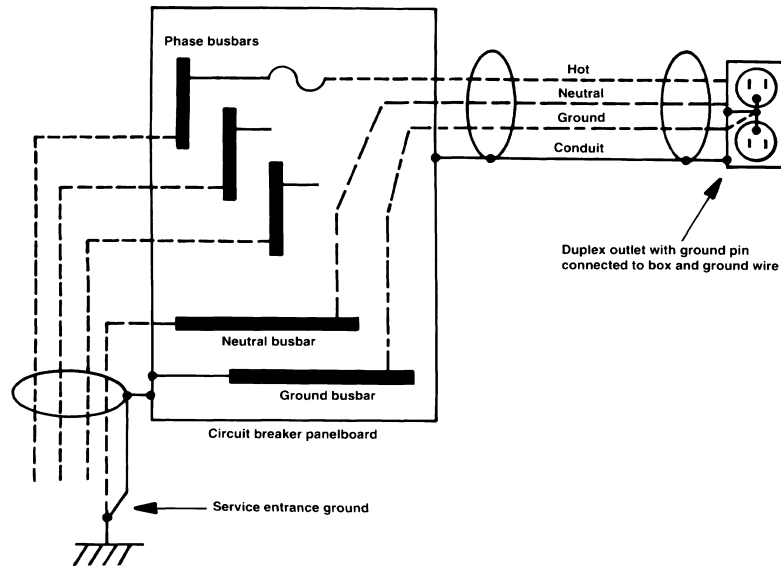 Phase busbars
Hot
Neutral
Ground
Conduit
Duplex outlet with ground pin
connected to box and ground wire
Neutral busbar
Ground busbar
Circuit breaker panelboard
Service entrance ground